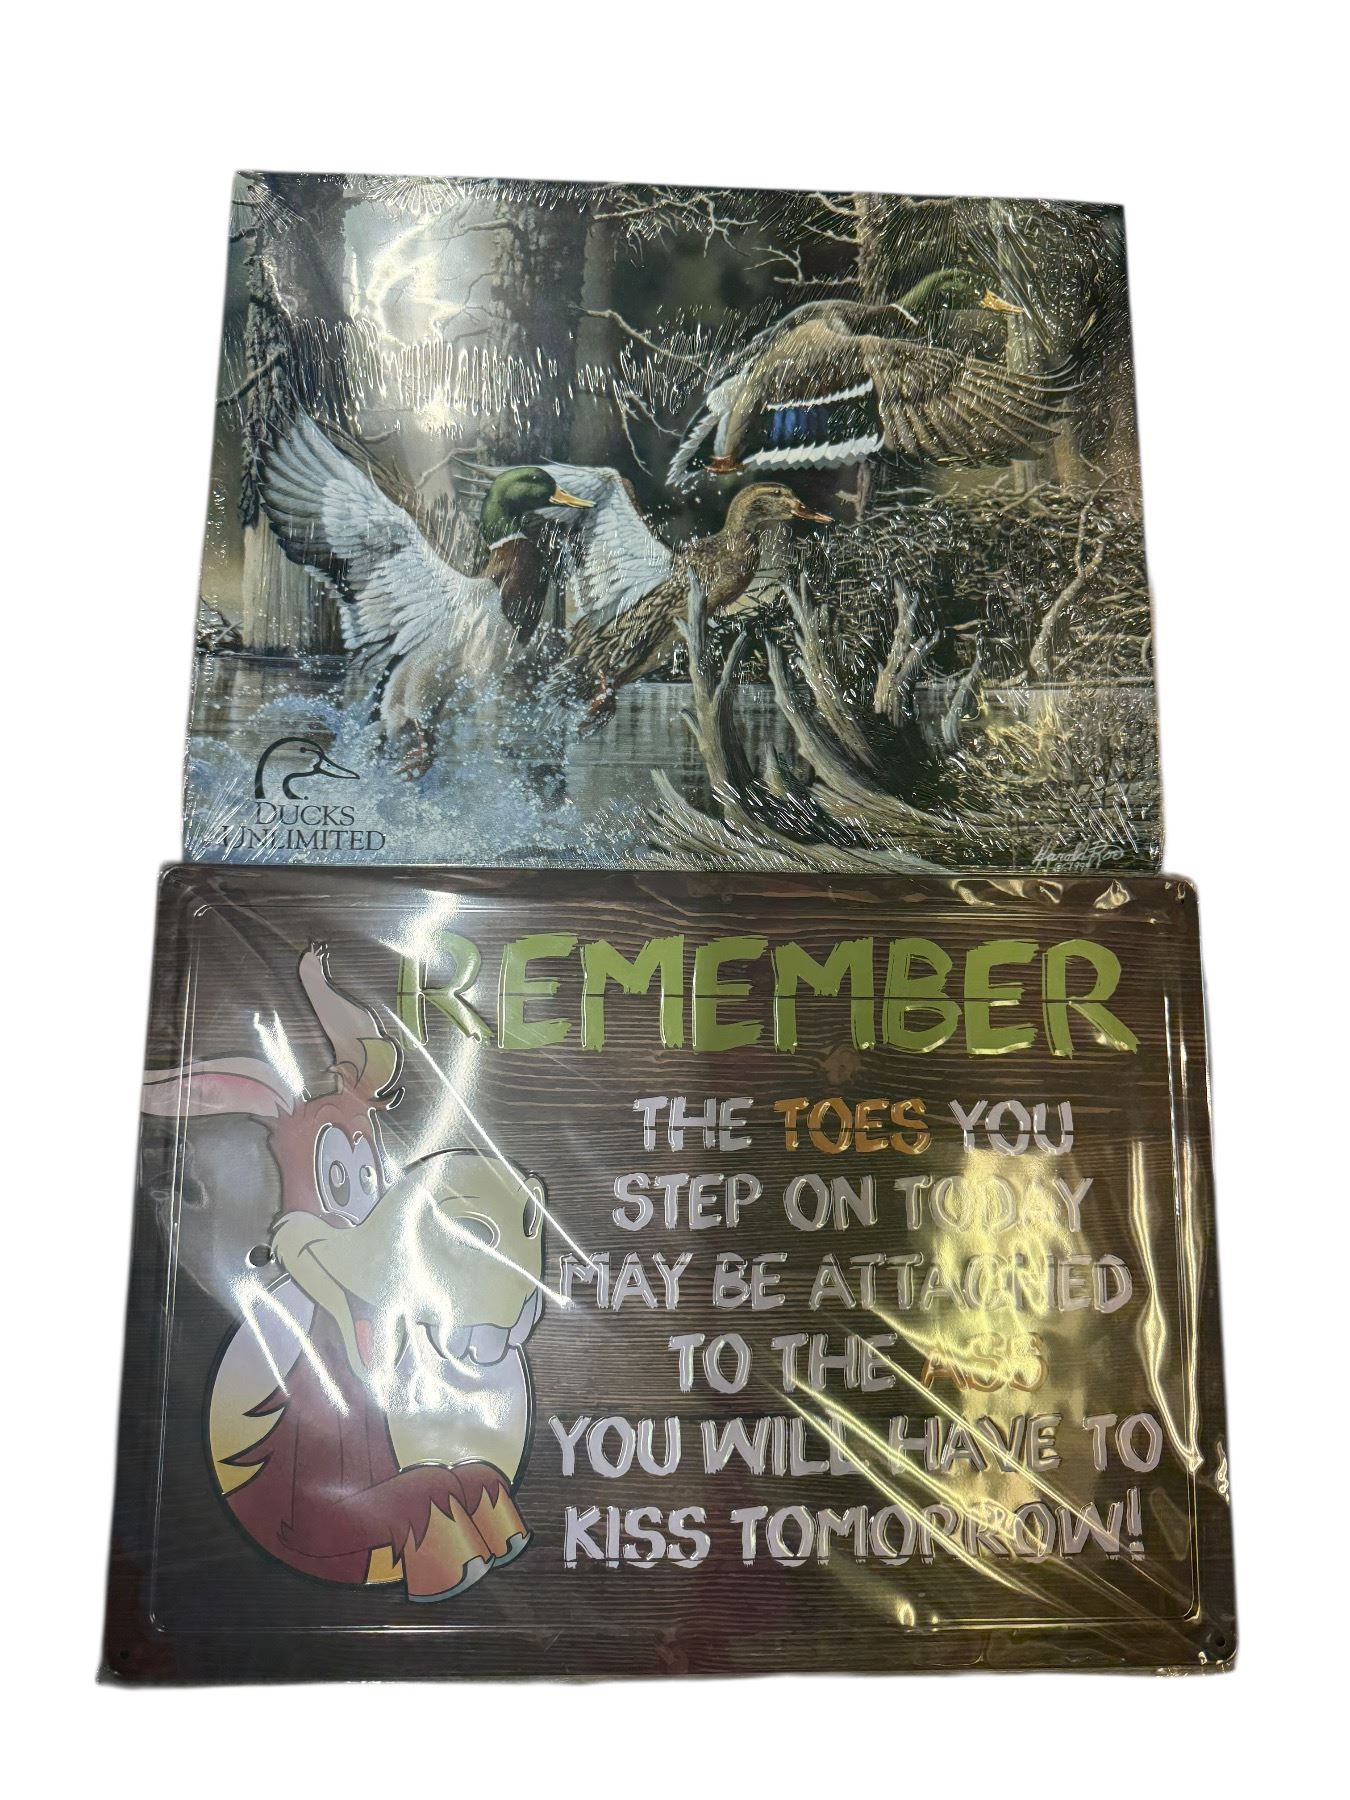 DUCKS
UNLIMITED
REMEMBER
THE TOES YOU
STEP ON TODAY
MAY BE ATTACHED
TO THE ASS
YOU WILL HAVE TO
KISS TOMORROW!